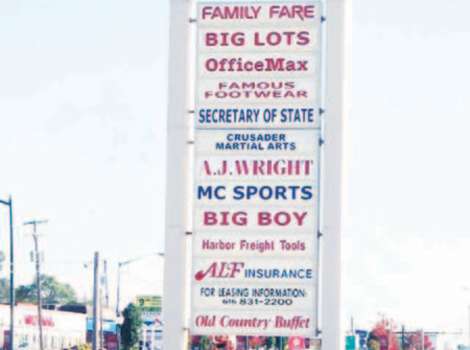 FAMILY FARE
BIG LOTS
OfficeMax
FAMOUS
FOOTWEAR
SECRETARY OF STATE
CRUSADER
MARTIAL ARTS
A.J.WRIGHT
MC SPORTS
BIG BOY
Harbor Freight Tools
ALF INSURANCE
FOR LEASING INFORMATION:
616 831-2200
Old Country Buffet